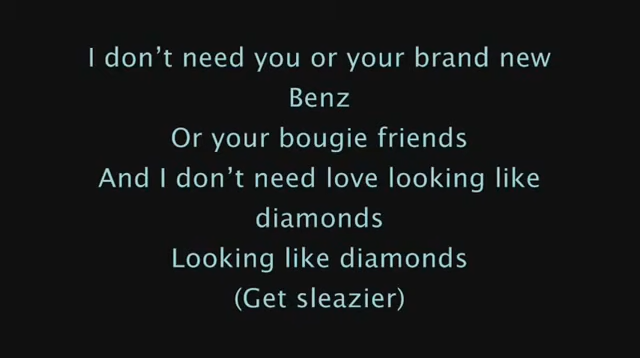 I don't need you or your brand new
Benz
Or your bougie friends
And I don't need love looking like
diamonds
Looking like diamonds
(Get sleazier)